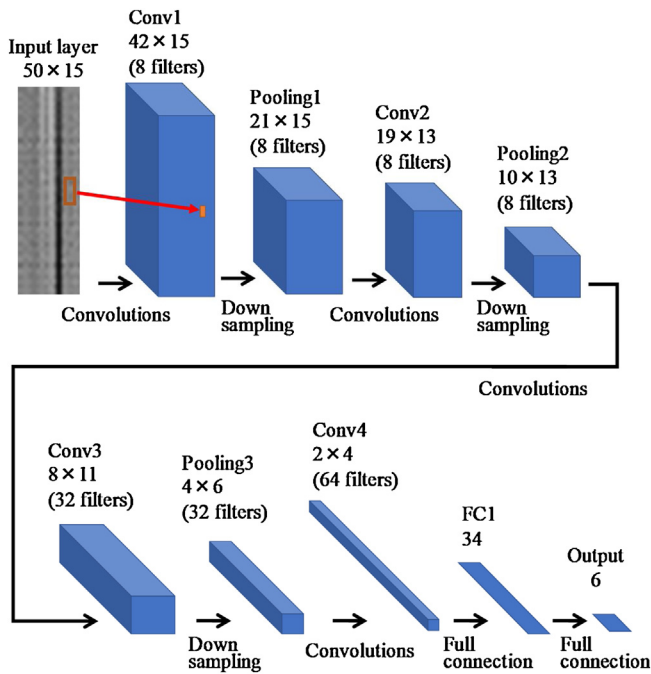 Input layer
50×15
Conv1
42×15
(8 filters)
Pooling1
21×15
(8 filters)
Conv2
19×13
(8 filters)
Pooling2
10×13
(8 filters)
Convolutions
Down
sampling
Convolutions
Down
sampling
Convolutions
Conv3
8×11
(32 filters)
Pooling3
4×6
(32 filters)
Conv4
2×4
(64 filters)
FC1
34
Output
6
Down
sampling
Convolutions
Full
connection
Full
connection